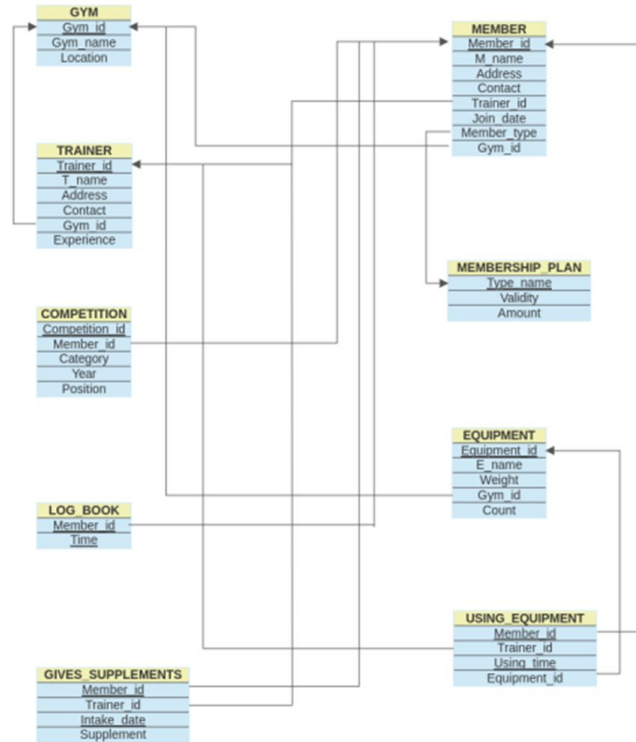 GYM
Gym_id
Gym_name
Location
TRAINER
Trainer_id
T_name
Address
Contact
Gym_id
Experience
COMPETITION
Competition_id
Member_id
Category
Year
Position
LOG_BOOK
Member_id
Time
GIVES_SUPPLEMENTS
Member_id
Trainer_id
Intake_date
Supplement
MEMBER
Member_id
M_name
Address
Contact
Trainer_id
Join_date
Member_type
Gym_id
MEMBERSHIP_PLAN
Type_name
Validity
Amount
EQUIPMENT
Equipment_id
E_name
Weight
Gym_id
Count
USING_EQUIPMENT
Member_id
Trainer_id
Using_time
Equipment_id